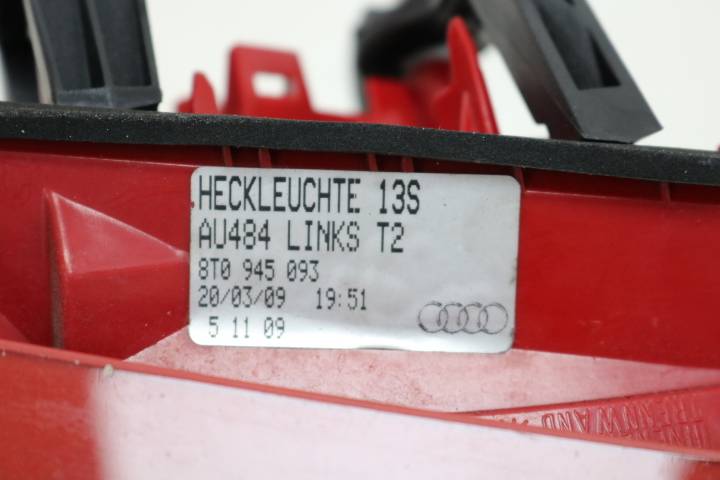 HECKLEUCHTE 13S
AU484 LINKS T2
8T0 945 093
20/03/09 19:51
5 11 09